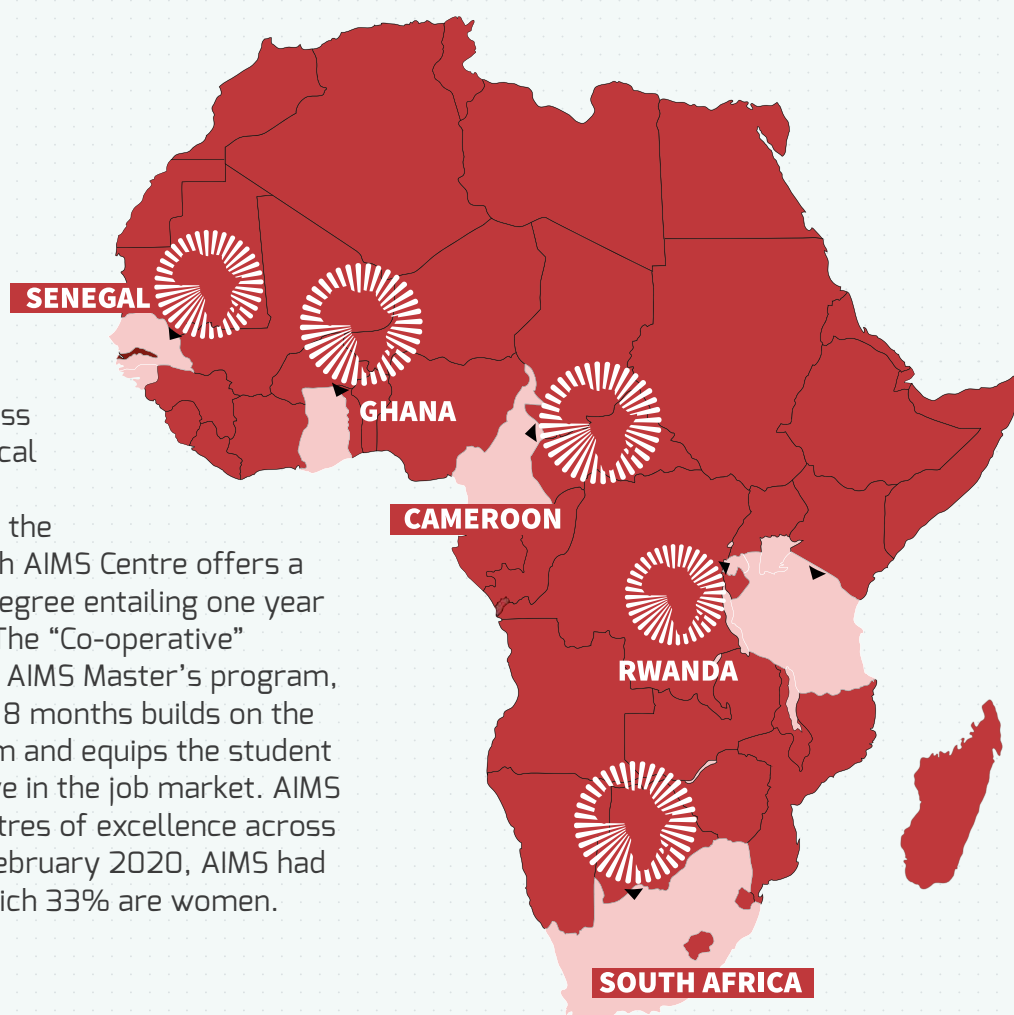 SENEGAL
GHANA
CAMEROON
RWANDA
SOUTH AFRICA
ss
cal
the
h AIMS Centre offers a
egree entailing one year
The “Co-operative”
AIMS Master’s program,
8 months builds on the
m and equips the student
ve in the job market. AIMS
tres of excellence across
ebruary 2020, AIMS had
ich 33% are women.